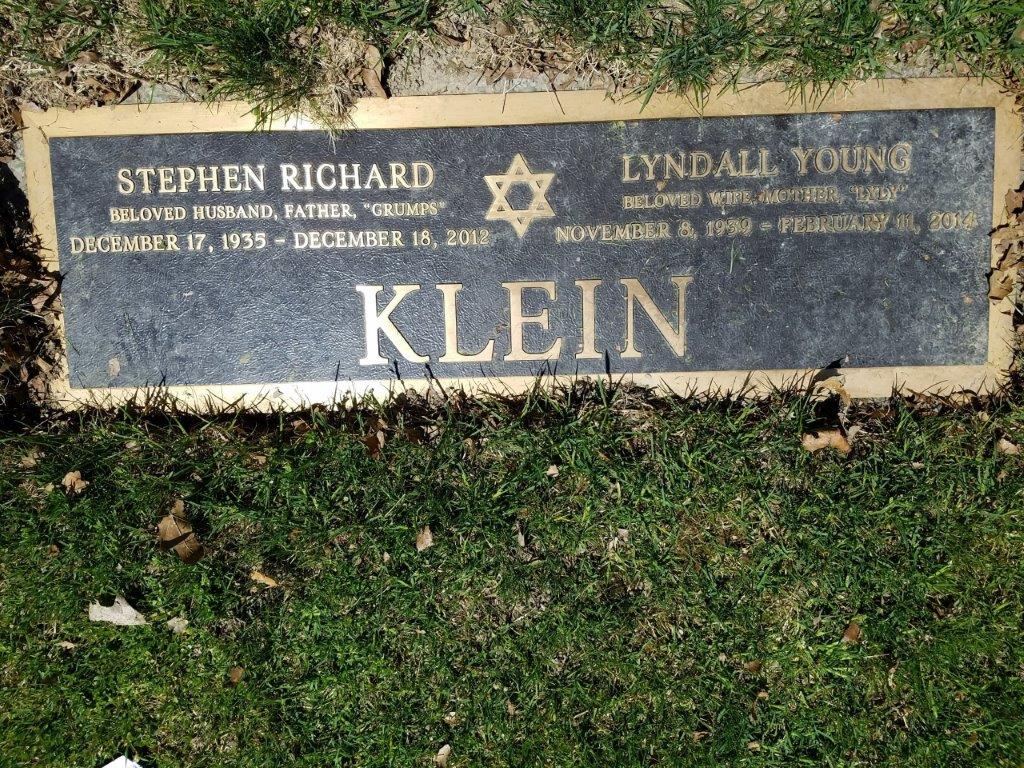 STEPHEN RICHARD
BELOVED HUSBAND, FATHER, "GRUMPS"
DECEMBER 17, 1935 – DECEMBER 18, 2012
LYNDALL YOUNG
BELOVED WIFE, MOTHER, "LYLY"
NOVEMBER 8, 1939 – FEBRUARY 11, 2014
KLEIN